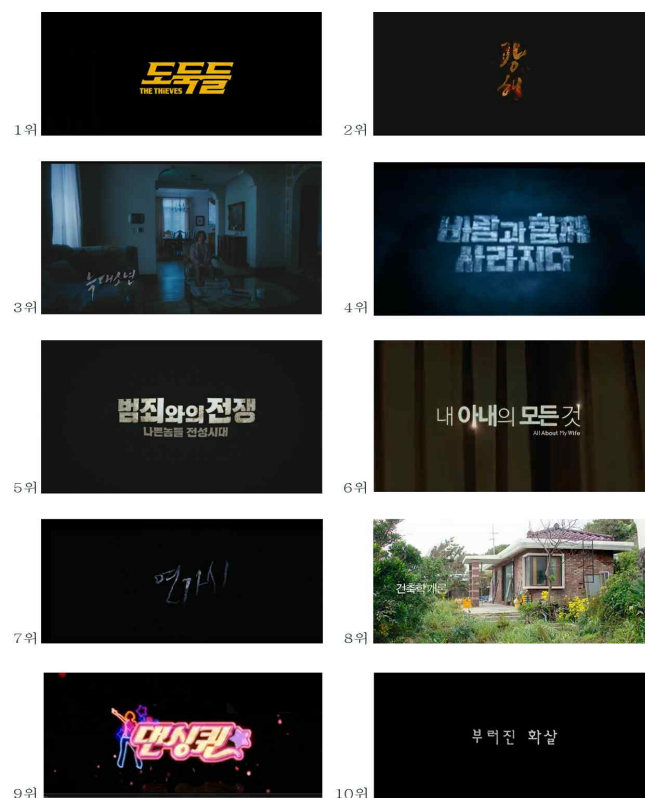 도둑들
THE THIEVES
1위
광
해
2위
늑대소년
3위
바람과 함께
사라지다
4위
범죄와의 전쟁
나쁜놈들 전성시대
5위
내 아내의 모든 것
All About My Wife
6위
연가시
7위
건축학개론
8위
댄싱퀸
9위
부러진 화살
10위